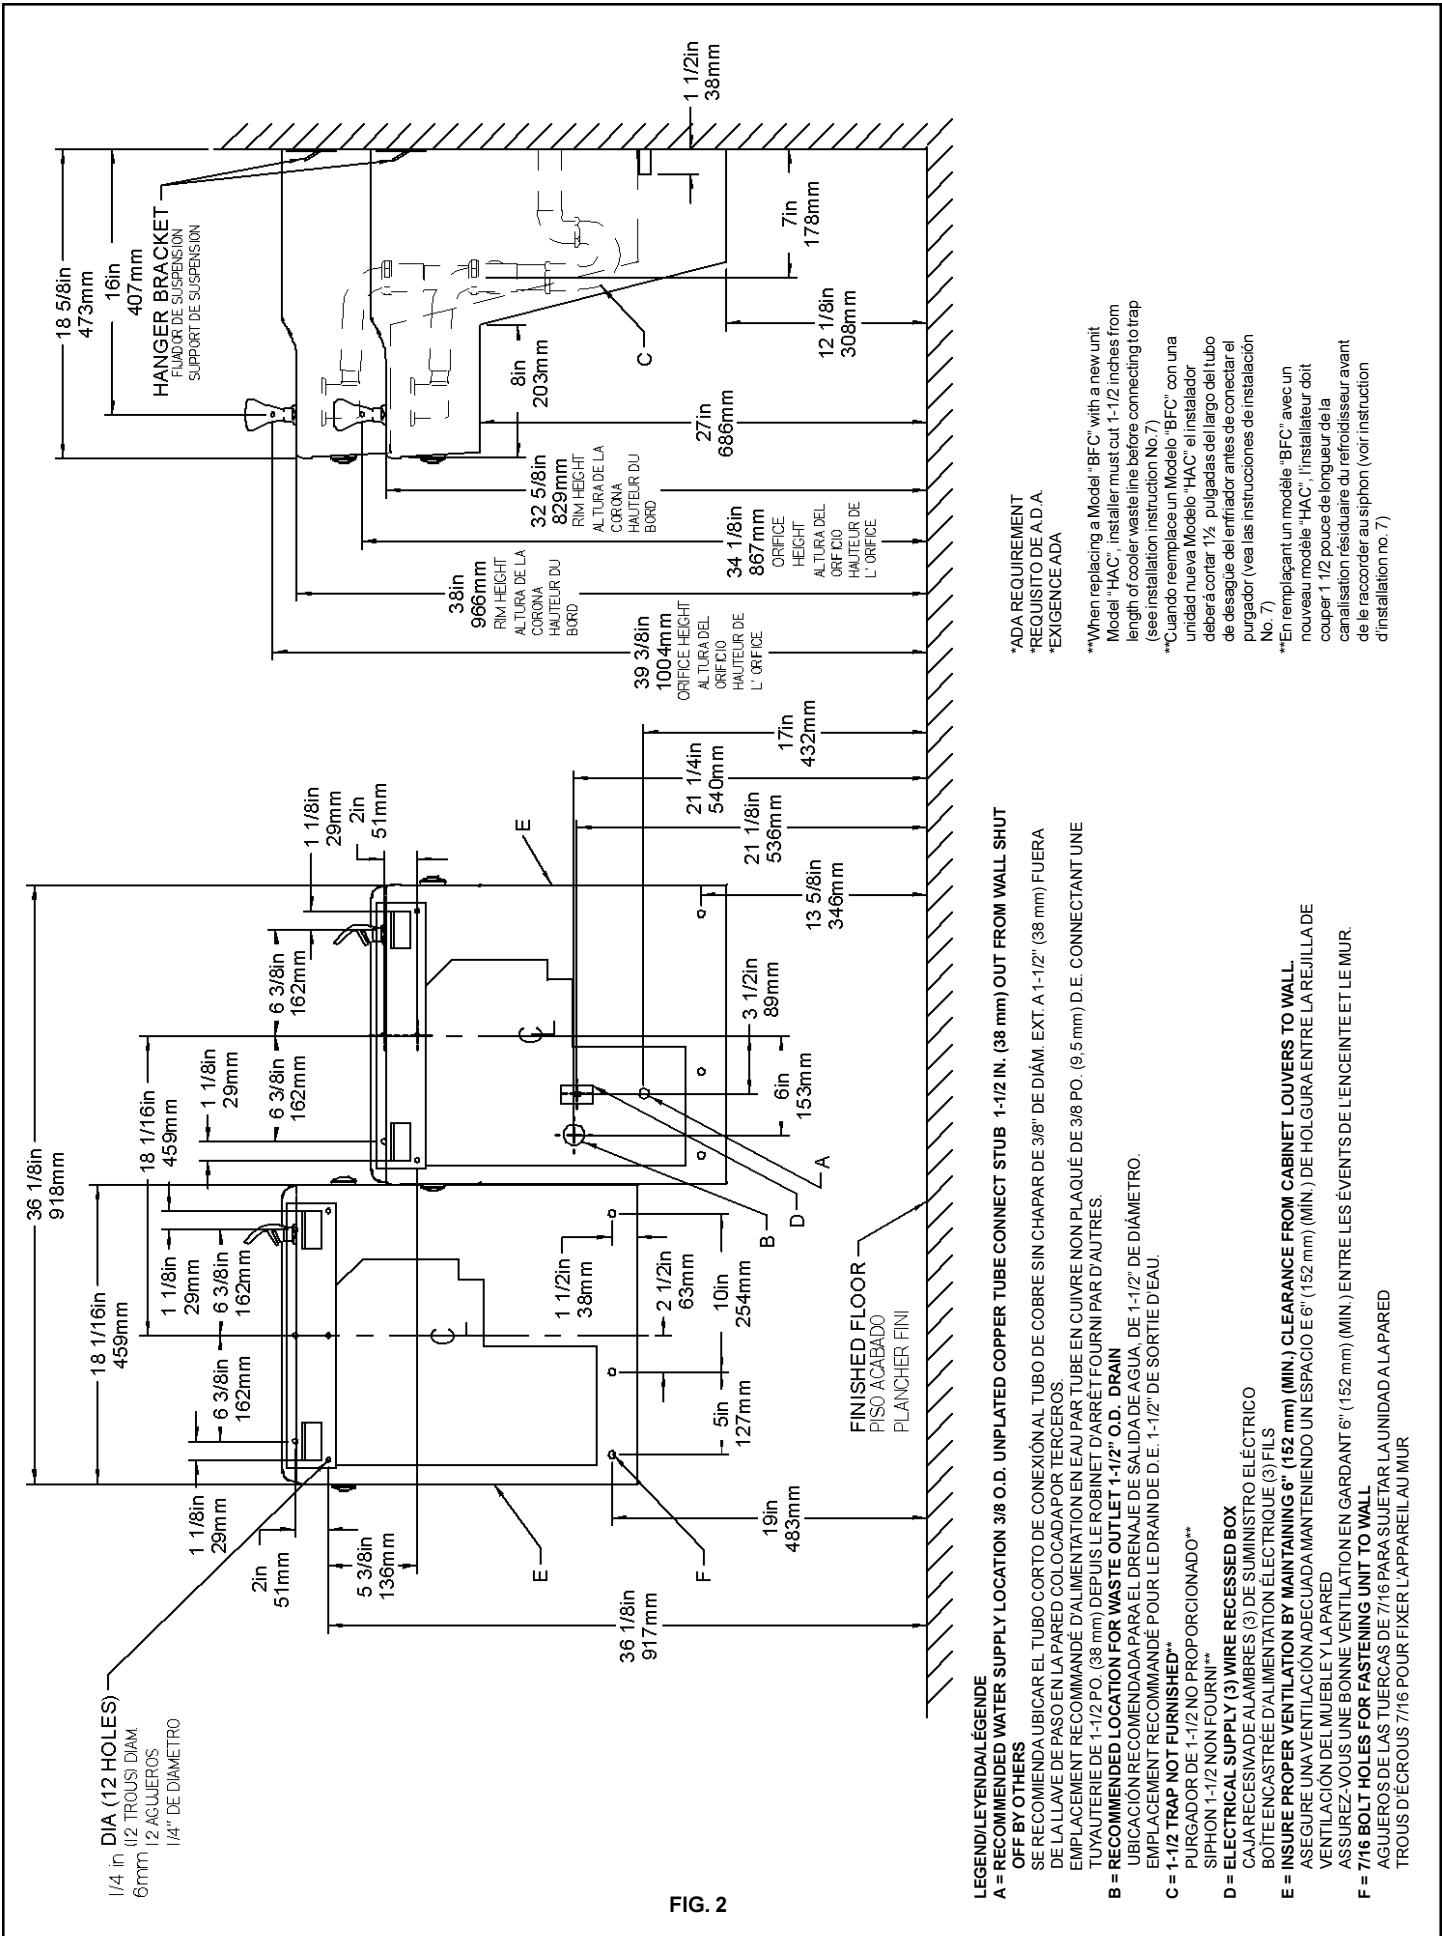 1/4 in DIA (12 HOLES)
(12 TROUS) DIAM.
6mm 12 AGUJEROS
1/4" DE DIAMETRO
36 1/8in
918mm
18 1/16in
459mm
18 1/16in
459mm
1 1/8in
29mm
6 3/8in
162mm
6 3/8in
162mm
1 1/8in
29mm
1 1/8in
29mm
6 3/8in
162mm
6 3/8in
162mm
1 1/8in
29mm
2in
51mm
2in
51mm
5 3/8in
136mm
36 1/8in
917mm
19in
483mm
5in
127mm
10in
254mm
2 1/2in
63mm
1 1/2in
38mm
CL
CL
E
F
B
D
A
E
6in
153mm
3 1/2in
89mm
13 5/8in
346mm
21 1/8in
536mm
21 1/4in
540mm
17in
432mm
FINISHED FLOOR
PISO ACABADO
PLANCHER FINI
18 5/8in
473mm
16in
407mm
HANGER BRACKET
FIJADOR DE SUSPENSION
SUPPORT DE SUSPENSION
39 3/8in
1004mm
ORIFICE HEIGHT
ALTURA DEL
ORIFICIO
HAUTEUR DE
L' ORIFICE
38in
966mm
RIM HEIGHT
ALTURA DE LA
CORONA
HAUTEUR DU
BORD
34 1/8in
867mm
ORIFICE
HEIGHT
ALTURA DEL
ORIFICIO
HAUTEUR DE
L' ORIFICE
32 5/8in
829mm
RIM HEIGHT
ALTURA DE LA
CORONA
HAUTEUR DU
BORD
8in
203mm
27in
686mm
C
12 1/8in
308mm
7in
178mm
1 1/2in
38mm
LEGEND/LEYENDA/LÉGENDE
A = RECOMMENDED WATER SUPPLY LOCATION 3/8 O.D. UNPLATED COPPER TUBE CONNECT STUB 1-1/2 IN. (38 mm) OUT FROM WALL SHUT
OFF BY OTHERS
SE RECOMIENDA UBICAR EL TUBO CORTO DE CONEXIÓN AL TUBO DE COBRE SIN CHAPAR DE 3/8" DE DIÁM. EXT. A 1-1/2" (38 mm) FUERA
DE LA LLAVE DE PASO EN LA PARED COLOCADA POR TERCEROS.
EMPLACEMENT RECOMMANDÉ D'ALIMENTATION EN EAU PAR TUBE EN CUIVRE NON PLAQUÉ DE 3/8 PO. (9,5 mm) D.E. CONNECTANT UNE
TUYAUTERIE DE 1-1/2 PO. (38 mm) DEPUIS LE ROBINET D'ARRÊT FOURNI PAR D'AUTRES.
B = RECOMMENDED LOCATION FOR WASTE OUTLET 1-1/2" O.D. DRAIN
UBICACIÓN RECOMENDADA PARA EL DRENAJE DE SALIDA DE AGUA, DE 1-1/2" DE DIÁMETRO.
EMPLACEMENT RECOMMANDÉ POUR LE DRAIN DE D.E. 1-1/2" DE SORTIE D'EAU.
C = 1-1/2 TRAP NOT FURNISHED**
PURGADOR DE 1-1/2 NO PROPORCIONADO**
SIPHON 1-1/2 NON FOURNI**
D = ELECTRICAL SUPPLY (3) WIRE RECESSED BOX
CAJA RECESIVA DE ALAMBRES (3) DE SUMINISTRO ELÉCTRICO
BOÎTE ENCASTRÉE D'ALIMENTATION ÉLECTRIQUE (3) FILS
E = INSURE PROPER VENTILATION BY MAINTAINING 6" (152 mm) (MIN.) CLEARANCE FROM CABINET LOUVERS TO WALL.
ASEGURE UNA VENTILACIÓN ADECUADA MANTENIENDO UN ESPACIO E 6" (152 mm) (MÍN.) DE HOLGURA ENTRE LA REJILLA DE
VENTILACIÓN DEL MUEBLE Y LA PARED
ASSUREZ-VOUS UNE BONNE VENTILATION EN GARDANT 6" (152 mm) (MIN.) ENTRE LES ÉVENTS DE L'ENCEINTE ET LE MUR.
F = 7/16 BOLT HOLES FOR FASTENING UNIT TO WALL
AGUJEROS DE LAS TUERCAS DE 7/16 PARA SUJETAR LA UNIDAD A LA PARED
TROUS D'ÉCROUS 7/16 POUR FIXER L'APPAREIL AU MUR
*ADA REQUIREMENT
*REQUISITO DE A.D.A.
*EXIGENCE ADA
**When replacing a Model "BFC" with a new unit
Model "HAC", installer must cut 1-1/2 inches from
length of cooler waste line before connecting to trap
(see installation instruction No.7)
**Cuando reemplace un Modelo "BFC" con una
unidad nueva Modelo "HAC" el instalador
deberá cortar 1½ pulgadas del largo del tubo
de desagüe del enfriador antes de conectar el
purgador (vea las instrucciones de instalación
No. 7)
**En remplaçant un modèle "BFC" avec un
nouveau modèle "HAC", l'installateur doit
couper 1 1/2 pouce de longueur de la
canalisation résiduaire du refroidisseur avant
de le raccorder au siphon (voir instruction
d'installation no. 7)
FIG. 2